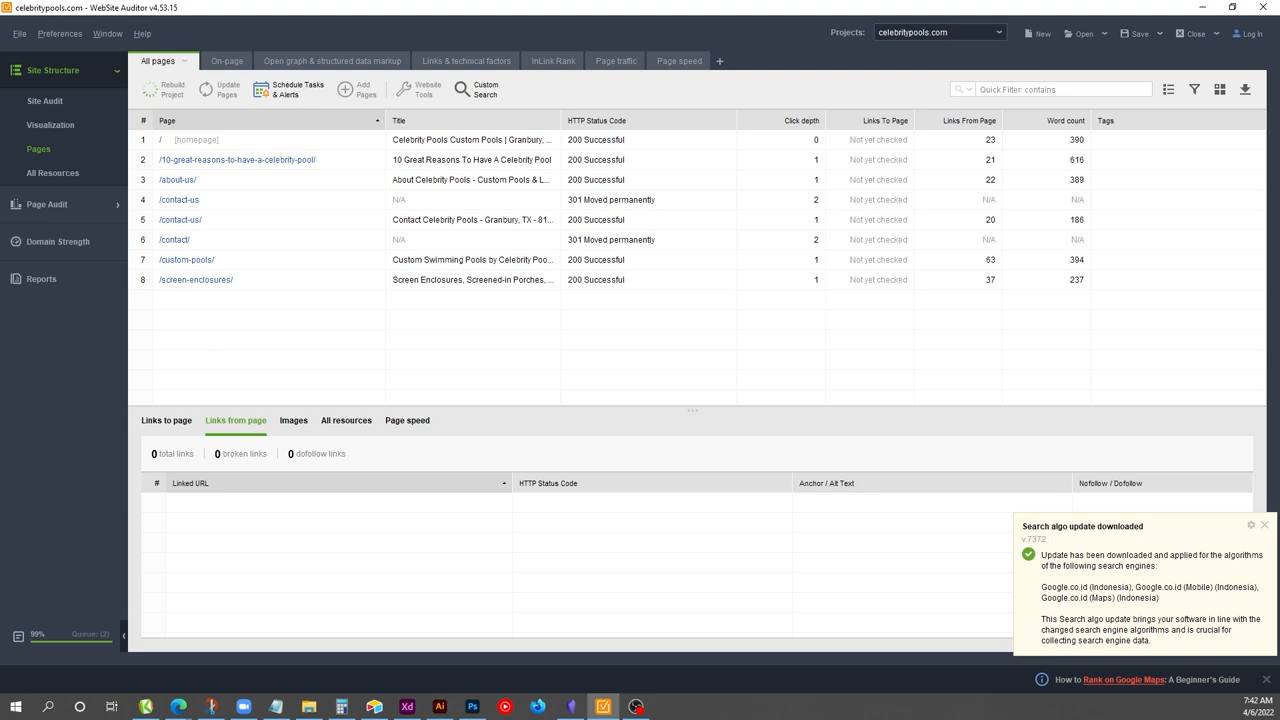 celebritypools.com - WebSite Auditor v4.53.15
File Preferences Window Help
Projects: celebritypools.com New Open Save Close Log In
Site Structure
Site Audit
Visualization
Pages
All Resources
Page Audit
Domain Strength
Reports
99% Queue: (2)
All pages On-page Open graph & structured data markup Links & technical factors InLink Rank Page traffic Page speed +
Rebuild Project Update Pages Schedule Tasks & Alerts Add Pages Website Tools Custom Search Quick Filter: contains
# Page Title HTTP Status Code Click depth Links To Page Links From Page Word count Tags
1 / [homepage] Celebrity Pools Custom Pools | Granbury, ... 200 Successful 0 Not yet checked 23 390
2 /10-great-reasons-to-have-a-celebrity-pool/ 10 Great Reasons To Have A Celebrity Pool 200 Successful 1 Not yet checked 21 616
3 /about-us/ About Celebrity Pools - Custom Pools & L... 200 Successful 1 Not yet checked 22 389
4 /contact-us N/A 301 Moved permanently 2 Not yet checked N/A N/A
5 /contact-us/ Contact Celebrity Pools - Granbury, TX - 81... 200 Successful 1 Not yet checked 20 186
6 /contact/ N/A 301 Moved permanently 2 Not yet checked N/A N/A
7 /custom-pools/ Custom Swimming Pools by Celebrity Poo... 200 Successful 1 Not yet checked 63 394
8 /screen-enclosures/ Screen Enclosures, Screened-in Porches, ... 200 Successful 1 Not yet checked 37 237
Links to page Links from page Images All resources Page speed
0 total links 0 broken links 0 dofollow links
# Linked URL HTTP Status Code Anchor / Alt Text Nofollow / Dofollow
Search algo update downloaded
v.7372
Update has been downloaded and applied for the algorithms
of the following search engines:
Google.co.id (Indonesia), Google.co.id (Mobile) (Indonesia),
Google.co.id (Maps) (Indonesia)
This Search algo update brings your software in line with the
changed search engine algorithms and is crucial for
collecting search engine data.
How to Rank on Google Maps: A Beginner's Guide
Xd Ai Ps
7:42 AM
4/6/2022